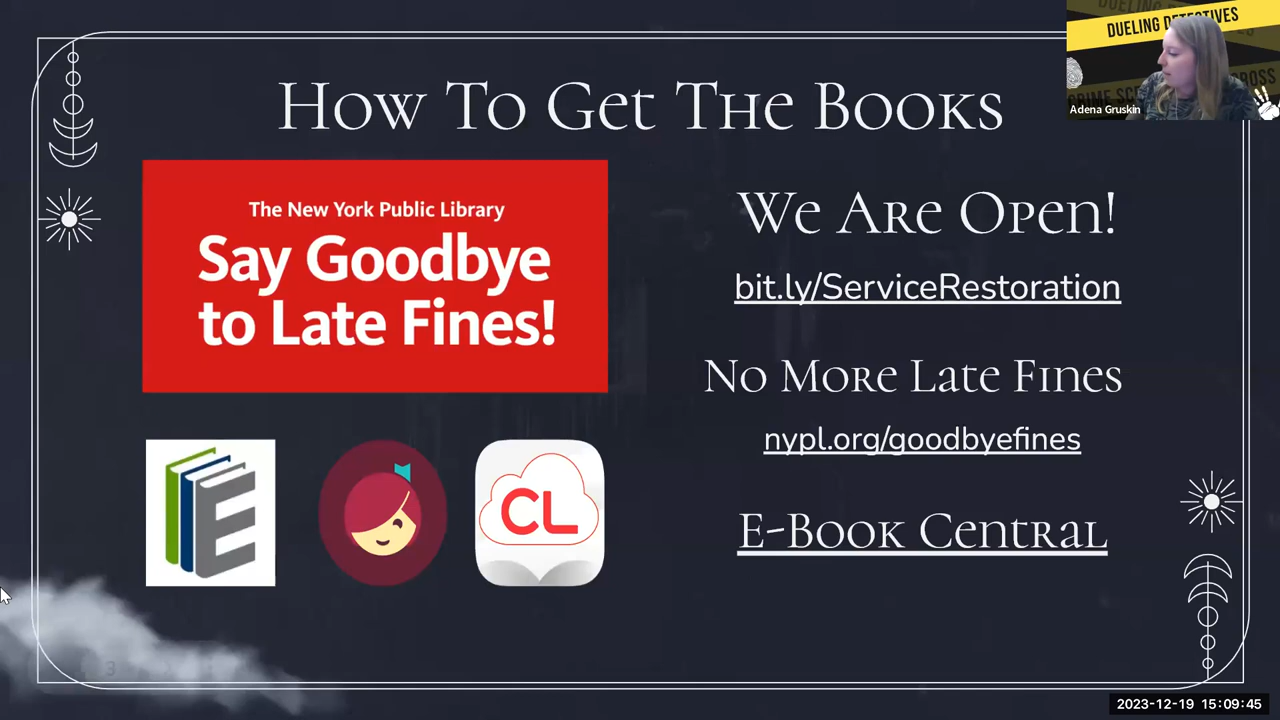 How To Get The Books
The New York Public Library
Say Goodbye
to Late Fines!
We Are Open!
bit.ly/ServiceRestoration
No More Late Fines
nypl.org/goodbyefines
E-Book Central
E
CL
DUELING DETECTIVES
Adena Gruskin
3
2023-12-19 15:09:45